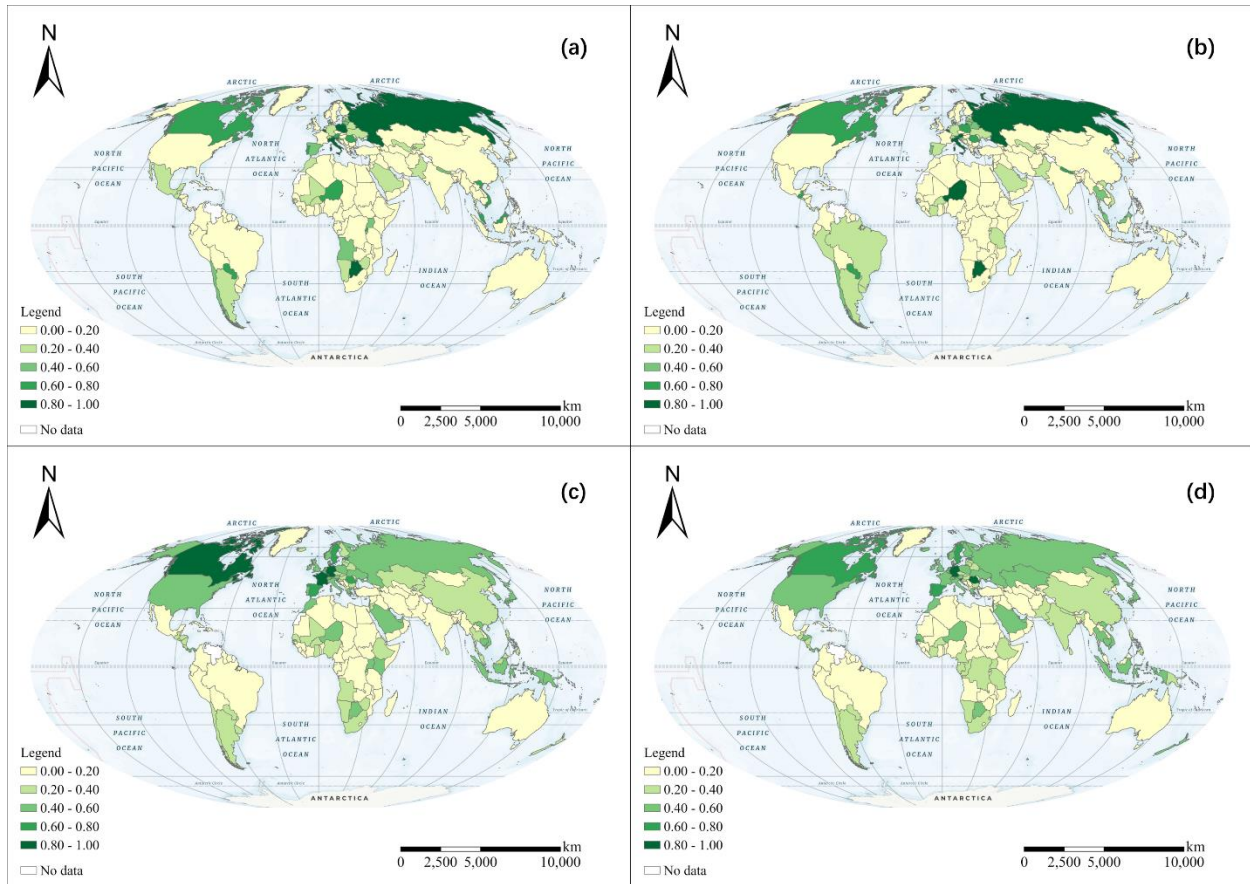 N
(a)
ARCTIC
ARCTIC
NORTH
PACIFIC
OCEAN
NORTH
ATLANTIC
OCEAN
NORTH
PACIFIC
OCEAN
Equator
Equator
SOUTH
PACIFIC
OCEAN
SOUTH
ATLANTIC
OCEAN
INDIAN
OCEAN
ANTARCTICA
Legend
0.00 - 0.20
0.20 - 0.40
0.40 - 0.60
0.60 - 0.80
0.80 - 1.00
No data
km
0 2,500 5,000 10,000
N
(b)
ARCTIC
ARCTIC
NORTH
PACIFIC
OCEAN
NORTH
ATLANTIC
OCEAN
NORTH
PACIFIC
OCEAN
Equator
Equator
SOUTH
PACIFIC
OCEAN
SOUTH
ATLANTIC
OCEAN
INDIAN
OCEAN
ANTARCTICA
Legend
0.00 - 0.20
0.20 - 0.40
0.40 - 0.60
0.60 - 0.80
0.80 - 1.00
No data
km
0 2,500 5,000 10,000
N
(c)
ARCTIC
ARCTIC
NORTH
PACIFIC
OCEAN
NORTH
ATLANTIC
OCEAN
NORTH
PACIFIC
OCEAN
Equator
Equator
SOUTH
PACIFIC
OCEAN
SOUTH
ATLANTIC
OCEAN
INDIAN
OCEAN
ANTARCTICA
Legend
0.00 - 0.20
0.20 - 0.40
0.40 - 0.60
0.60 - 0.80
0.80 - 1.00
No data
km
0 2,500 5,000 10,000
N
(d)
ARCTIC
ARCTIC
NORTH
PACIFIC
OCEAN
NORTH
ATLANTIC
OCEAN
NORTH
PACIFIC
OCEAN
Equator
Equator
SOUTH
PACIFIC
OCEAN
SOUTH
ATLANTIC
OCEAN
INDIAN
OCEAN
ANTARCTICA
Legend
0.00 - 0.20
0.20 - 0.40
0.40 - 0.60
0.60 - 0.80
0.80 - 1.00
No data
km
0 2,500 5,000 10,000